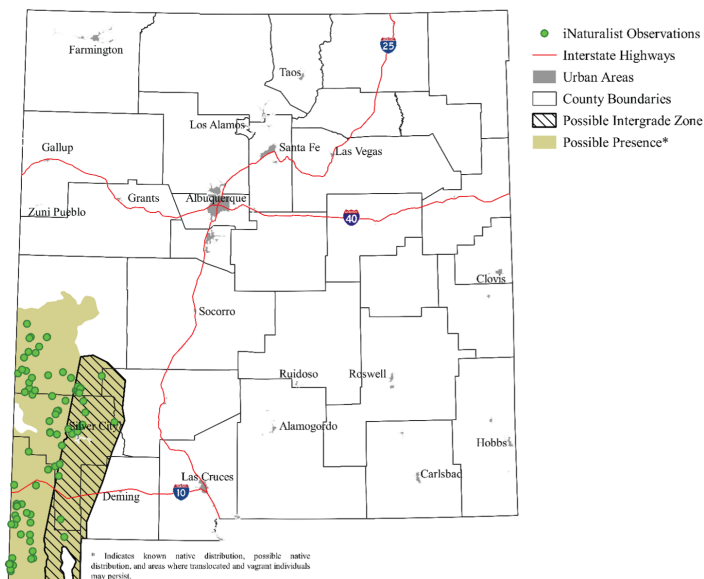 Farmington
25
Taos
Los Alamos
Santa Fe
Las Vegas
Gallup
Grants
Albuquerque
Zuni Pueblo
40
Clovis
Socorro
Ruidoso
Roswell
Silver City
Alamogordo
Hobbs
Las Cruces
Carlsbad
10
Deming
iNaturalist Observations
Interstate Highways
Urban Areas
County Boundaries
Possible Intergrade Zone
Possible Presence*
* Indicates known native distribution, possible native
distribution, and areas where translocated and vagrant individuals
may persist.